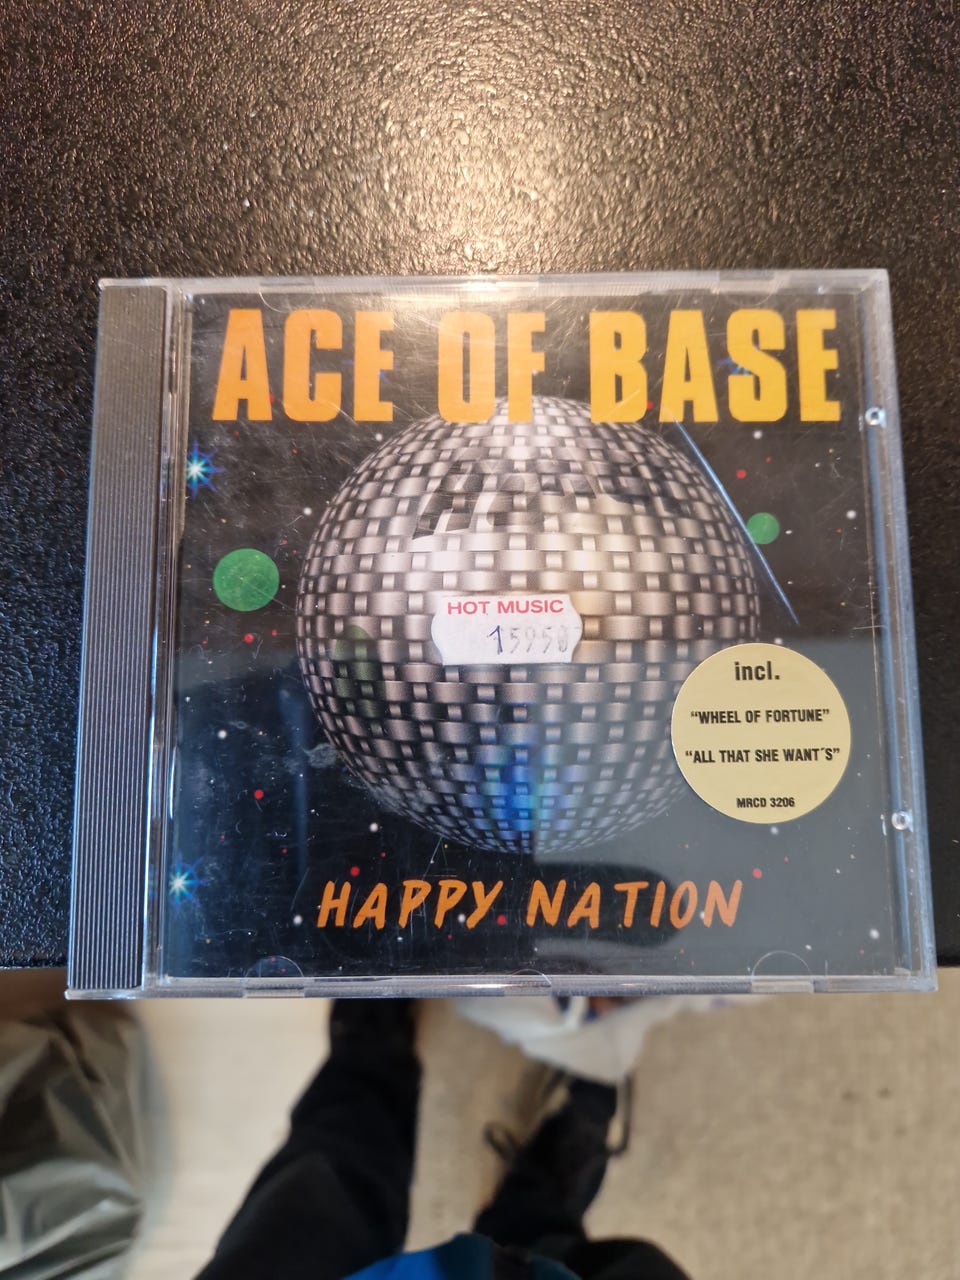 ACE OF BASE
HOT MUSIC
15950
incl.
“WHEEL OF FORTUNE”
“ALL THAT SHE WANT´S”
MRCD 3206
HAPPY NATION